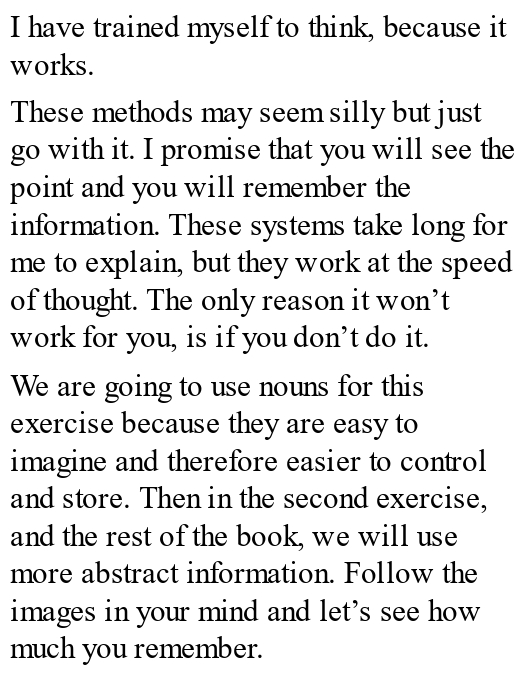 I have trained myself to think, because it
works.
These methods may seem silly but just
go with it. I promise that you will see the
point and you will remember the
information. These systems take long for
me to explain, but they work at the speed
of thought. The only reason it won’t
work for you, is if you don’t do it.
We are going to use nouns for this
exercise because they are easy to
imagine and therefore easier to control
and store. Then in the second exercise,
and the rest of the book, we will use
more abstract information. Follow the
images in your mind and let’s see how
much you remember.